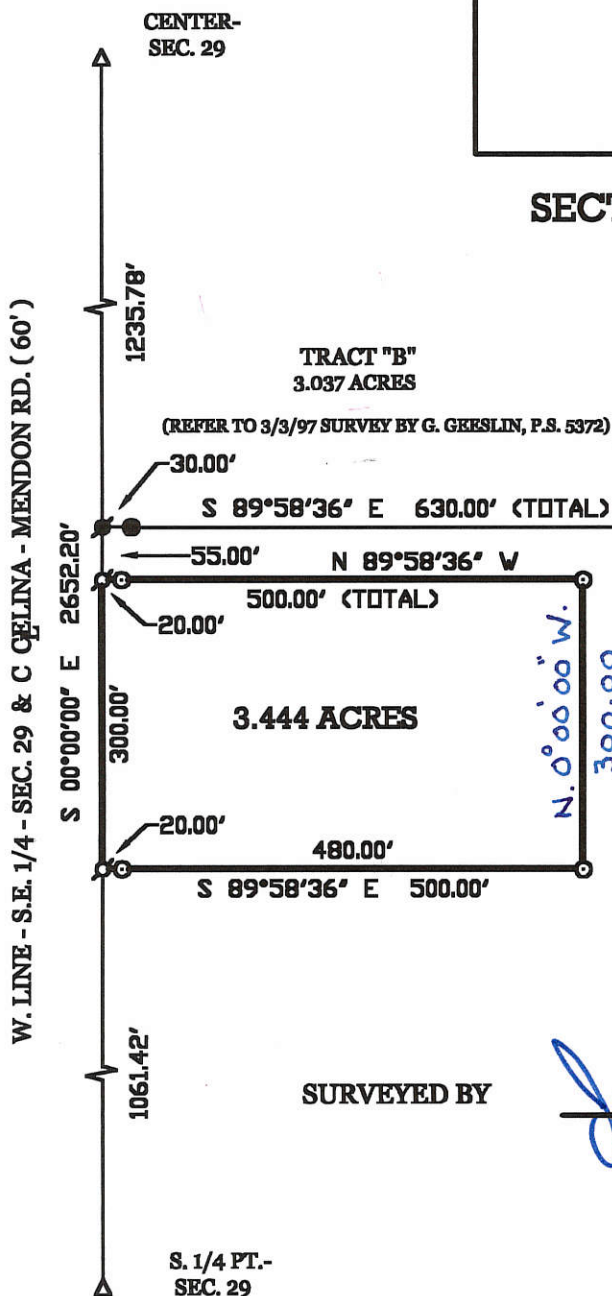 CENTER-
SEC. 29
SECT
1235.78'
TRACT "B"
3.037 ACRES
(REFER TO 3/3/97 SURVEY BY G. GEESLIN, P.S. 5372)
30.00'
S 89°58'36" E 630.00' (TOTAL)
55.00'
N 89°58'36" W
500.00' (TOTAL)
20.00'
W. LINE - S.E. 1/4 - SEC. 29 & C CELINA - MENDON RD. (60')
S 00°00'00" E 2652.20'
300.00'
3.444 ACRES
N. 0°00'00" W.
300.00
20.00'
480.00'
S 89°58'36" E 500.00'
1061.42'
SURVEYED BY
S. 1/4 PT.-
SEC. 29